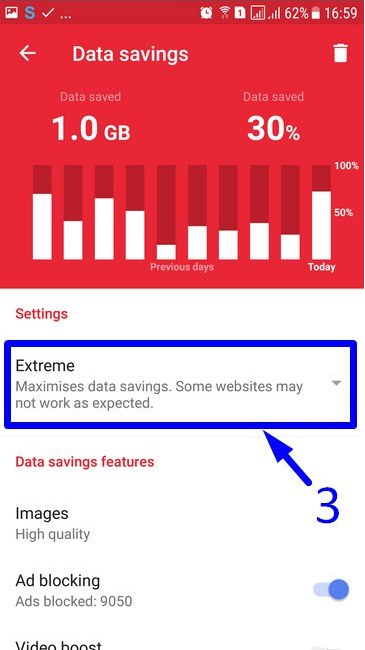 S ... 1 62% 16:59
Data savings
Data saved Data saved
1.0 GB 30%
100%
50%
Previous days Today
Settings
Extreme
Maximises data savings. Some websites may
not work as expected.
3
Data savings features
Images
High quality
Ad blocking
Ads blocked: 9050
Video boost